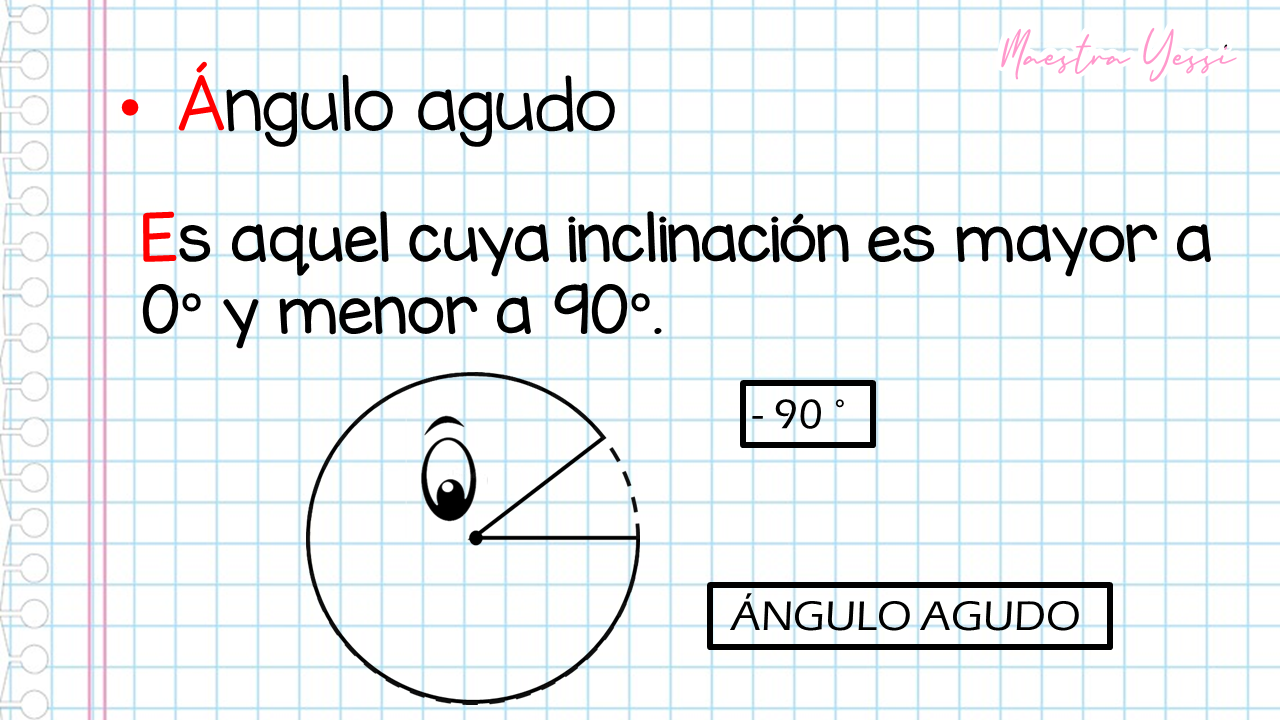 Maestra Yessi
• Ángulo agudo
Es aquel cuya inclinación es mayor a
0° y menor a 90°.
- 90 °
ÁNGULO AGUDO